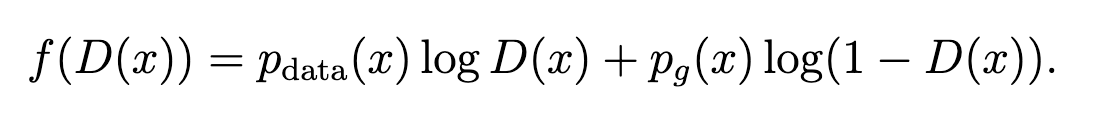 f(D(x)) = p_data(x) log D(x) + p_g(x) log(1 − D(x)).